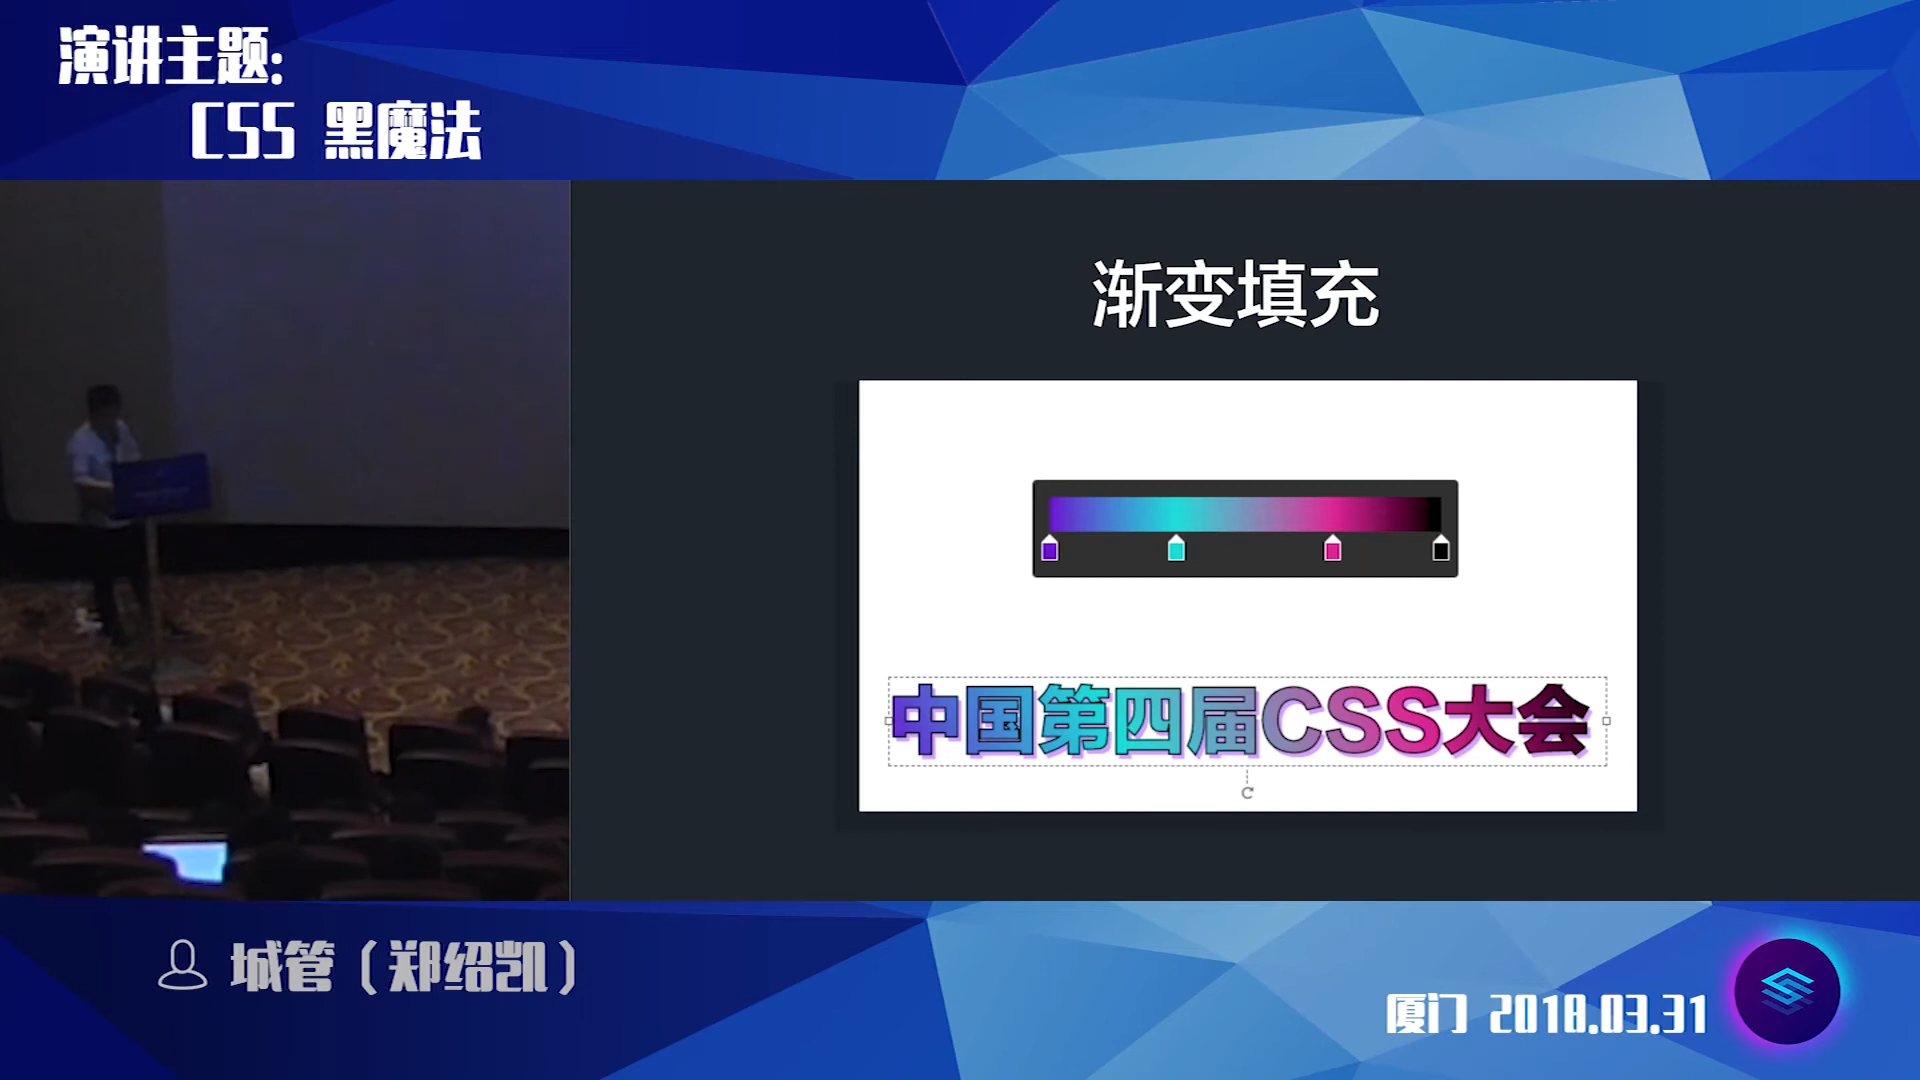 演讲主题:
CSS 黑魔法
渐变填充
中国第四届CSS大会
城管（郑绍凯）
厦门 2018.03.31